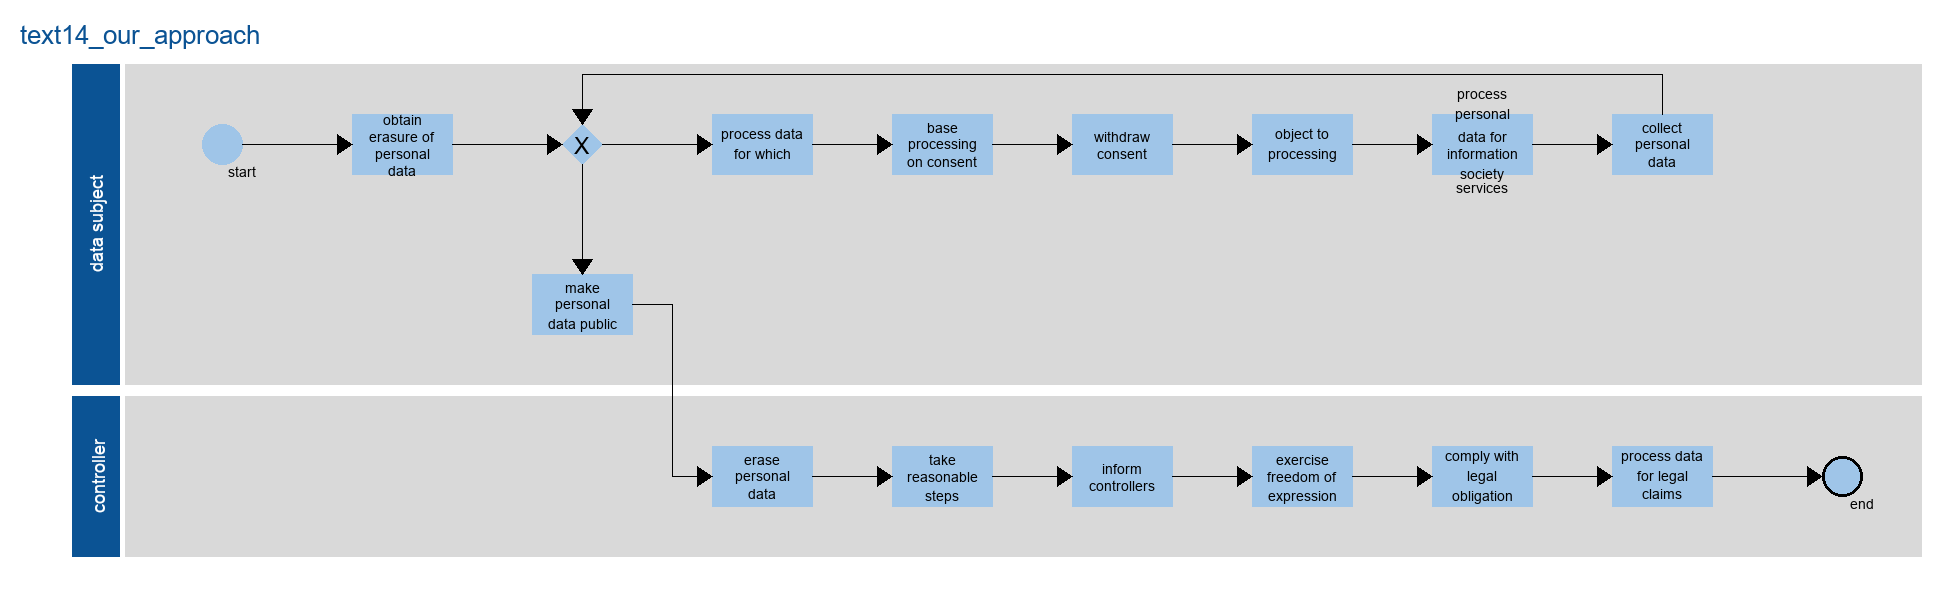 text14_our_approach
data subject
start
obtain
erasure of
personal
data
X
process data
for which
base
processing
on consent
withdraw
consent
object to
processing
process
personal
data for
information
society
services
collect
personal
data
make
personal
data public
controller
erase
personal
data
take
reasonable
steps
inform
controllers
exercise
freedom of
expression
comply with
legal
obligation
process data
for legal
claims
end